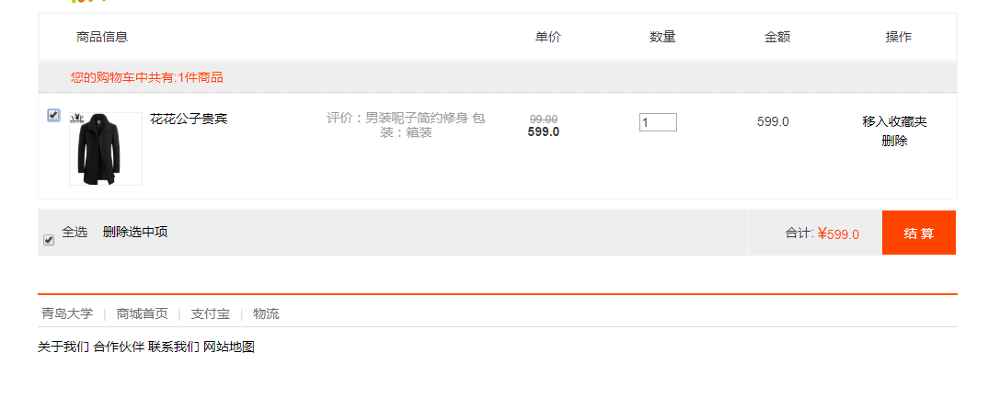 商品信息 单价 数量 金额 操作
您的购物车中共有:1件商品
花花公子贵宾 评价：男装呢子简约修身 包 99.00 1 599.0 移入收藏夹
装：箱装 599.0 删除
全选 删除选中项 合计: ¥599.0 结 算
青岛大学 | 商城首页 | 支付宝 | 物流
关于我们 合作伙伴 联系我们 网站地图